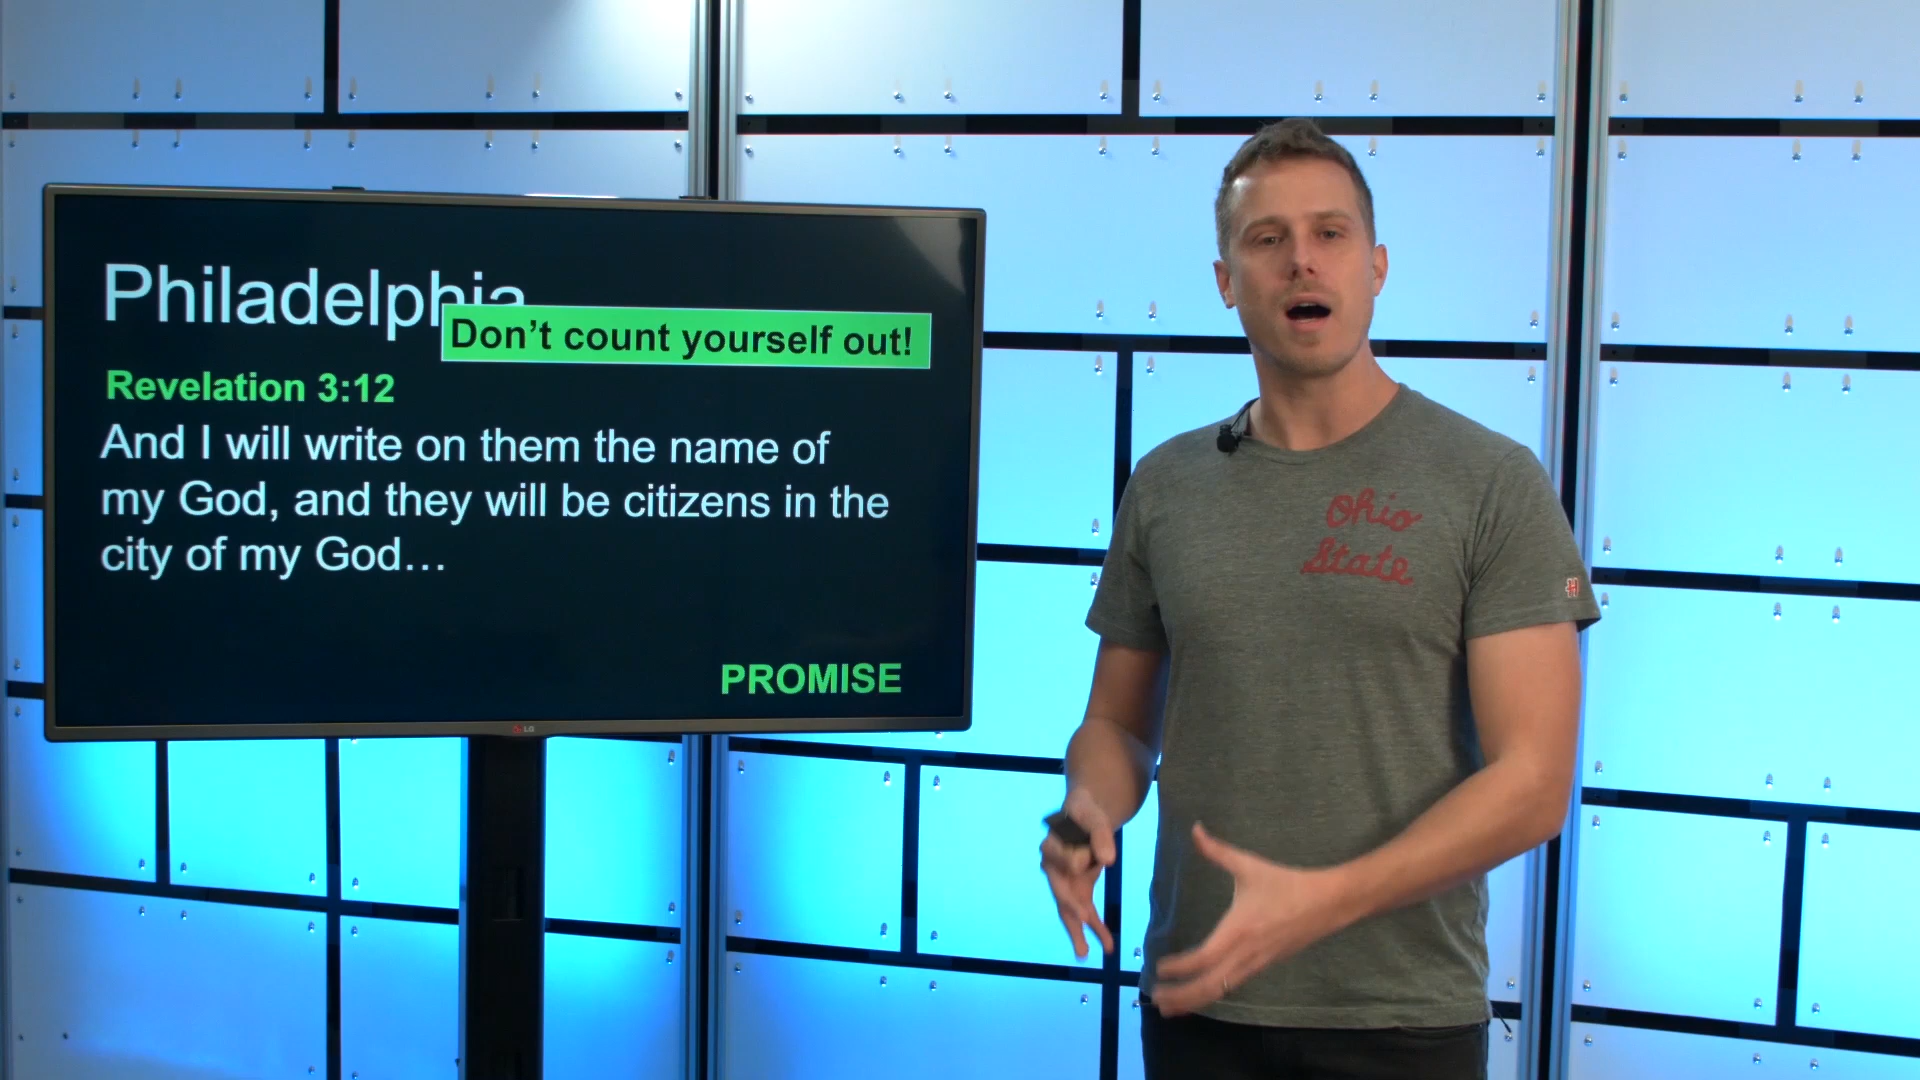 Philadelphia
Don't count yourself out!
Revelation 3:12
And I will write on them the name of
my God, and they will be citizens in the
city of my God…
PROMISE
LG
Ohio
State
H